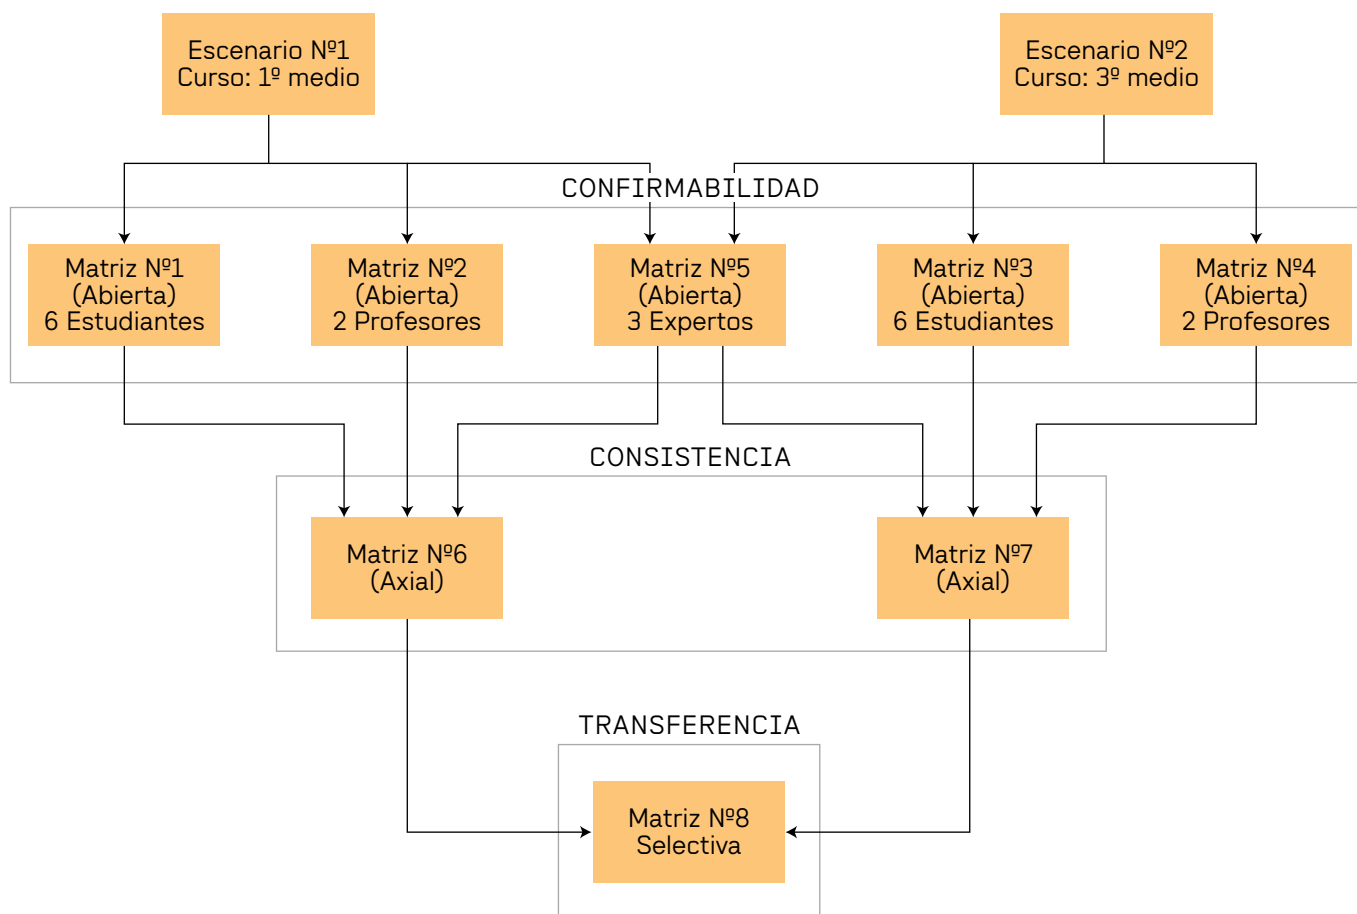 Escenario Nº1
Curso: 1º medio
Escenario Nº2
Curso: 3º medio
CONFIRMABILIDAD
Matriz Nº1
(Abierta)
6 Estudiantes
Matriz Nº2
(Abierta)
2 Profesores
Matriz Nº5
(Abierta)
3 Expertos
Matriz Nº3
(Abierta)
6 Estudiantes
Matriz Nº4
(Abierta)
2 Profesores
CONSISTENCIA
Matriz Nº6
(Axial)
Matriz Nº7
(Axial)
TRANSFERENCIA
Matriz Nº8
Selectiva